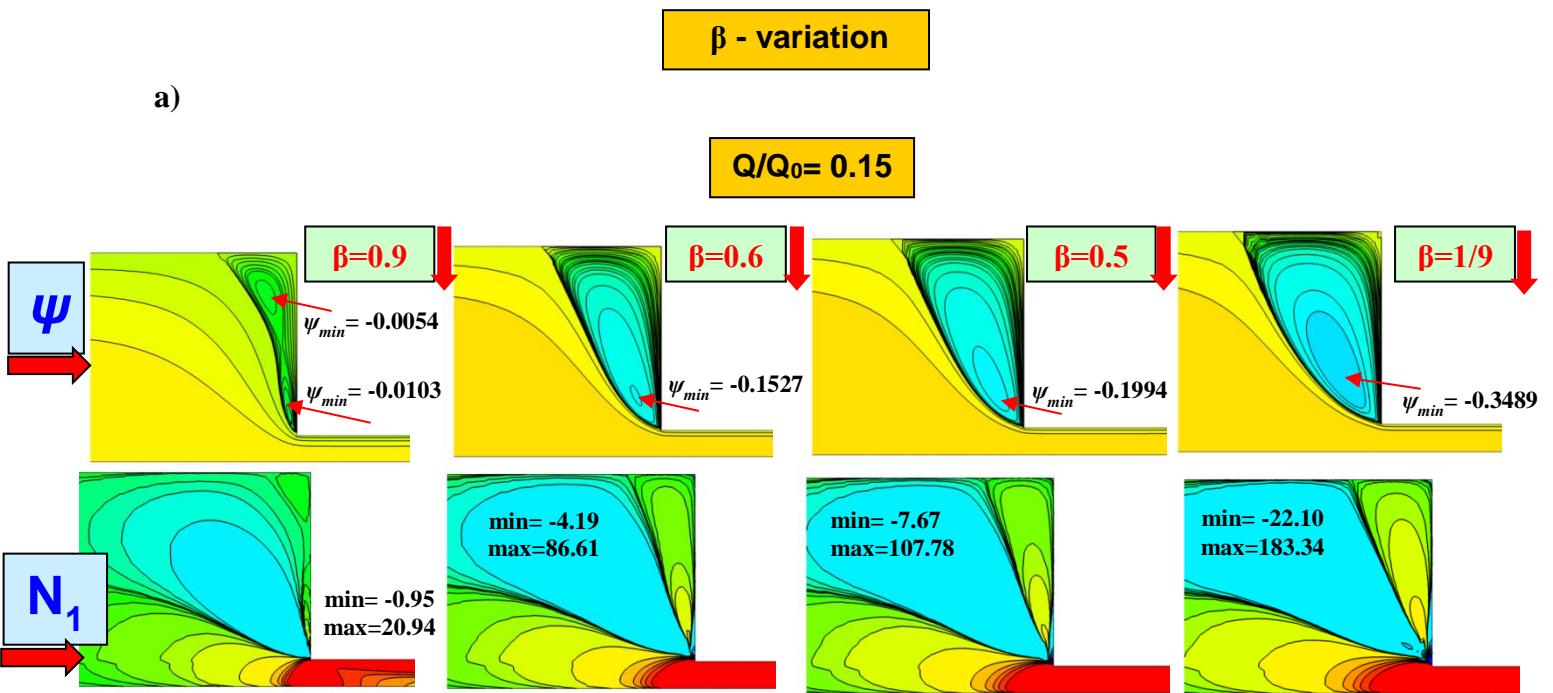 β - variation
a)
Q/Q₀= 0.15
β=0.9
β=0.6
β=0.5
β=1/9
ψ
ψmin= -0.0054
ψmin= -0.0103
ψmin= -0.1527
ψmin= -0.1994
ψmin= -0.3489
N₁
min= -0.95
max=20.94
min= -4.19
max=86.61
min= -7.67
max=107.78
min= -22.10
max=183.34